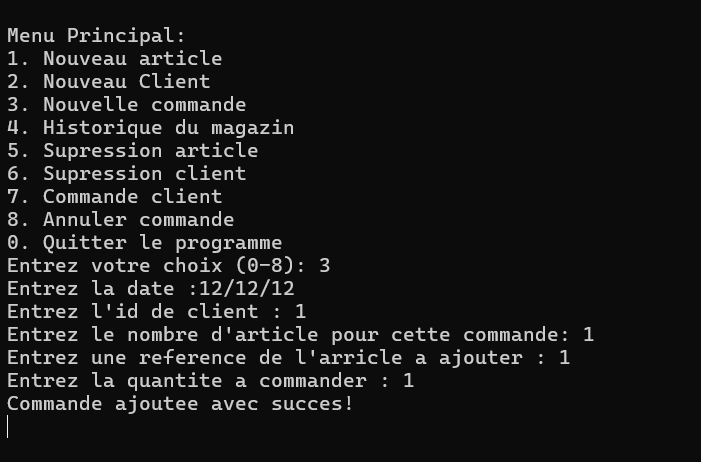 Menu Principal:
1. Nouveau article
2. Nouveau Client
3. Nouvelle commande
4. Historique du magazin
5. Supression article
6. Supression client
7. Commande client
8. Annuler commande
0. Quitter le programme
Entrez votre choix (0-8): 3
Entrez la date :12/12/12
Entrez l'id de client : 1
Entrez le nombre d'article pour cette commande: 1
Entrez une reference de l'arricle a ajouter : 1
Entrez la quantite a commander : 1
Commande ajoutee avec succes!